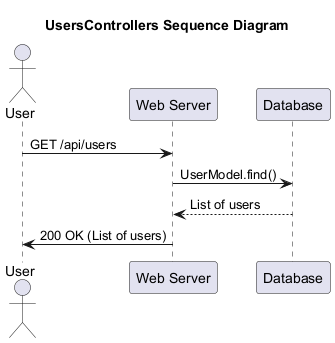 UsersControllers Sequence Diagram
User
Web Server
Database
GET /api/users
UserModel.find()
List of users
200 OK (List of users)
User
Web Server
Database